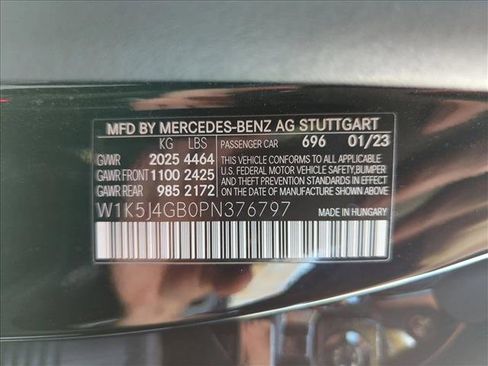 MFD BY MERCEDES-BENZ AG STUTTGART
KG LBS PASSENGER CAR 696 01/23
GVWR 2025 4464 THIS VEHICLE CONFORMS TO ALL APPLICABLE
GAWR FRONT 1100 2425 FEDERAL MOTOR VEHICLE SAFETY, BUMPER
GAWR REAR 985 2172 AND THEFT PREVENTION STANDARDS IN EFFECT
ON THE DATE OF MANUFACTURE SHOWN ABOVE.
W1K5J4GB0PN376797 MADE IN HUNGARY